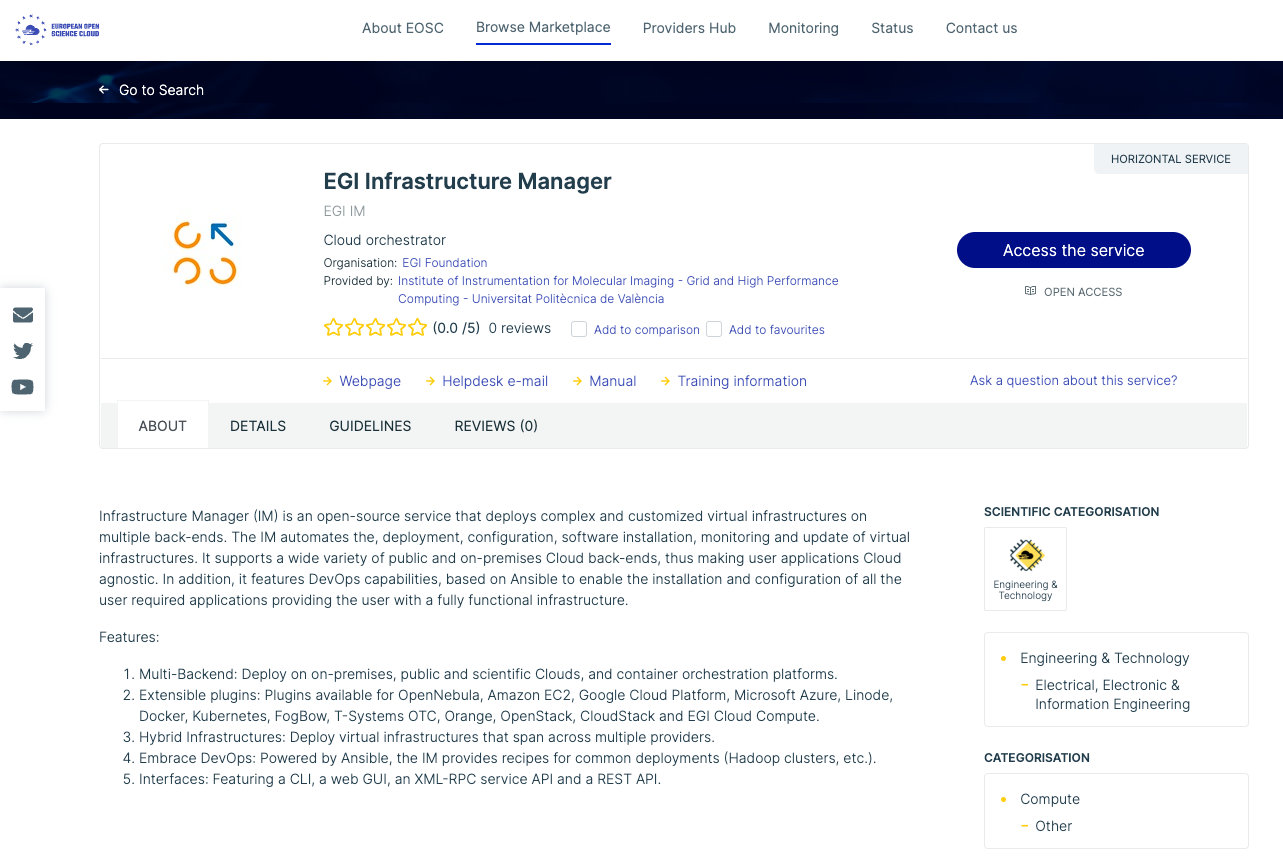 EUROPEAN OPEN
SCIENCE CLOUD
About EOSC
Browse Marketplace
Providers Hub
Monitoring
Status
Contact us
Go to Search
HORIZONTAL SERVICE
EGI Infrastructure Manager
EGI IM
Cloud orchestrator
Organisation: EGI Foundation
Provided by: Institute of Instrumentation for Molecular Imaging - Grid and High Performance
Computing - Universitat Politècnica de València
(0.0 /5) 0 reviews
Add to comparison
Add to favourites
Access the service
OPEN ACCESS
Webpage
Helpdesk e-mail
Manual
Training information
Ask a question about this service?
ABOUT
DETAILS
GUIDELINES
REVIEWS (0)
Infrastructure Manager (IM) is an open-source service that deploys complex and customized virtual infrastructures on
multiple back-ends. The IM automates the, deployment, configuration, software installation, monitoring and update of virtual
infrastructures. It supports a wide variety of public and on-premises Cloud back-ends, thus making user applications Cloud
agnostic. In addition, it features DevOps capabilities, based on Ansible to enable the installation and configuration of all the
user required applications providing the user with a fully functional infrastructure.
Features:
1. Multi-Backend: Deploy on on-premises, public and scientific Clouds, and container orchestration platforms.
2. Extensible plugins: Plugins available for OpenNebula, Amazon EC2, Google Cloud Platform, Microsoft Azure, Linode,
Docker, Kubernetes, FogBow, T-Systems OTC, Orange, OpenStack, CloudStack and EGI Cloud Compute.
3. Hybrid Infrastructures: Deploy virtual infrastructures that span across multiple providers.
4. Embrace DevOps: Powered by Ansible, the IM provides recipes for common deployments (Hadoop clusters, etc.).
5. Interfaces: Featuring a CLI, a web GUI, an XML-RPC service API and a REST API.
SCIENTIFIC CATEGORISATION
Engineering &
Technology
Engineering & Technology
Electrical, Electronic &
Information Engineering
CATEGORISATION
Compute
Other